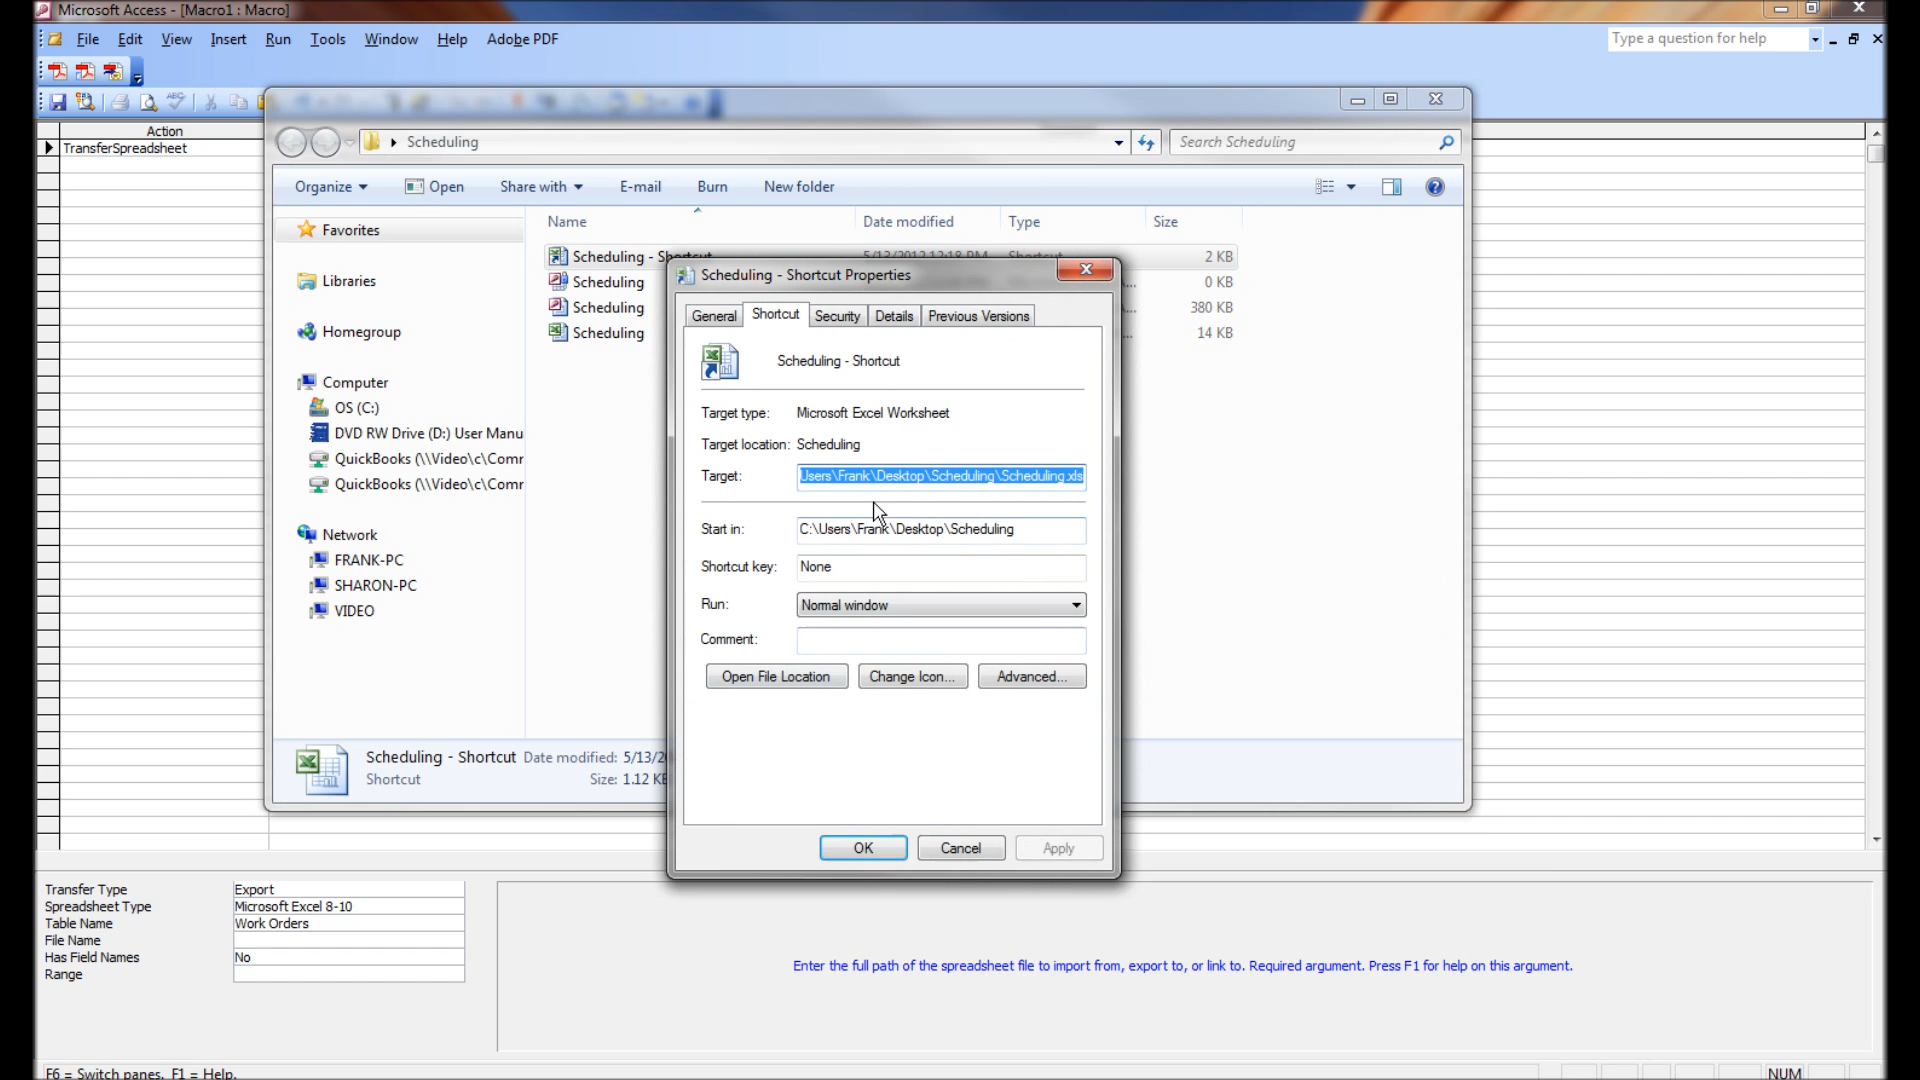 Microsoft Access - [Macro1 : Macro]
File Edit View Insert Run Tools Window Help Adobe PDF
Type a question for help
Action
TransferSpreadsheet
Scheduling
Search Scheduling
Organize Open Share with E-mail Burn New folder
Name Date modified Type Size
Favorites
Libraries
Homegroup
Computer
OS (C:)
DVD RW Drive (D:) User Manu
QuickBooks (\\Video\c\Comr
QuickBooks (\\Video\c\Comr
Network
FRANK-PC
SHARON-PC
VIDEO
Scheduling - Shortcut 5/13/2012 12:18 PM Shortcut 2 KB
Scheduling 0 KB
Scheduling 380 KB
Scheduling 14 KB
Scheduling - Shortcut Properties
General Shortcut Security Details Previous Versions
Scheduling - Shortcut
Target type: Microsoft Excel Worksheet
Target location: Scheduling
Target: Users\Frank\Desktop\Scheduling\Scheduling.xls
Start in: C:\Users\Frank\Desktop\Scheduling
Shortcut key: None
Run: Normal window
Comment:
Open File Location Change Icon... Advanced...
OK Cancel Apply
Scheduling - Shortcut Date modified: 5/13/20
Shortcut Size: 1.12 KB
Transfer Type Export
Spreadsheet Type Microsoft Excel 8-10
Table Name Work Orders
File Name
Has Field Names No
Range
Enter the full path of the spreadsheet file to import from, export to, or link to. Required argument. Press F1 for help on this argument.
F6 = Switch panes. F1 = Help.
NUM